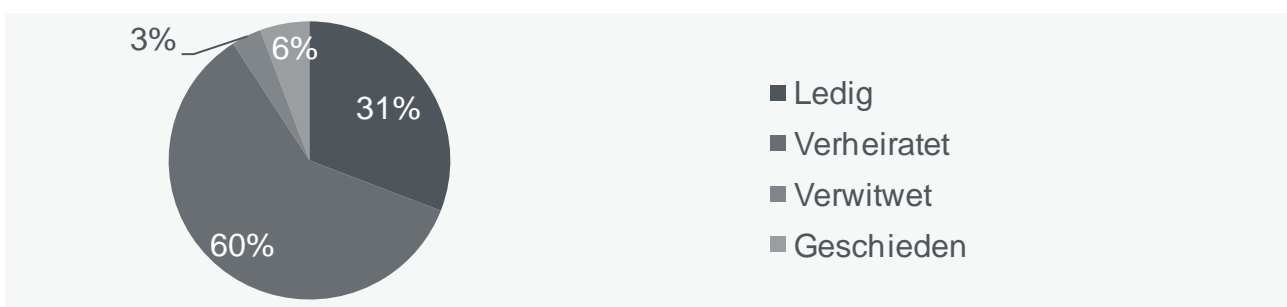 3%
6%
31%
60%
Ledig
Verheiratet
Verwitwet
Geschieden